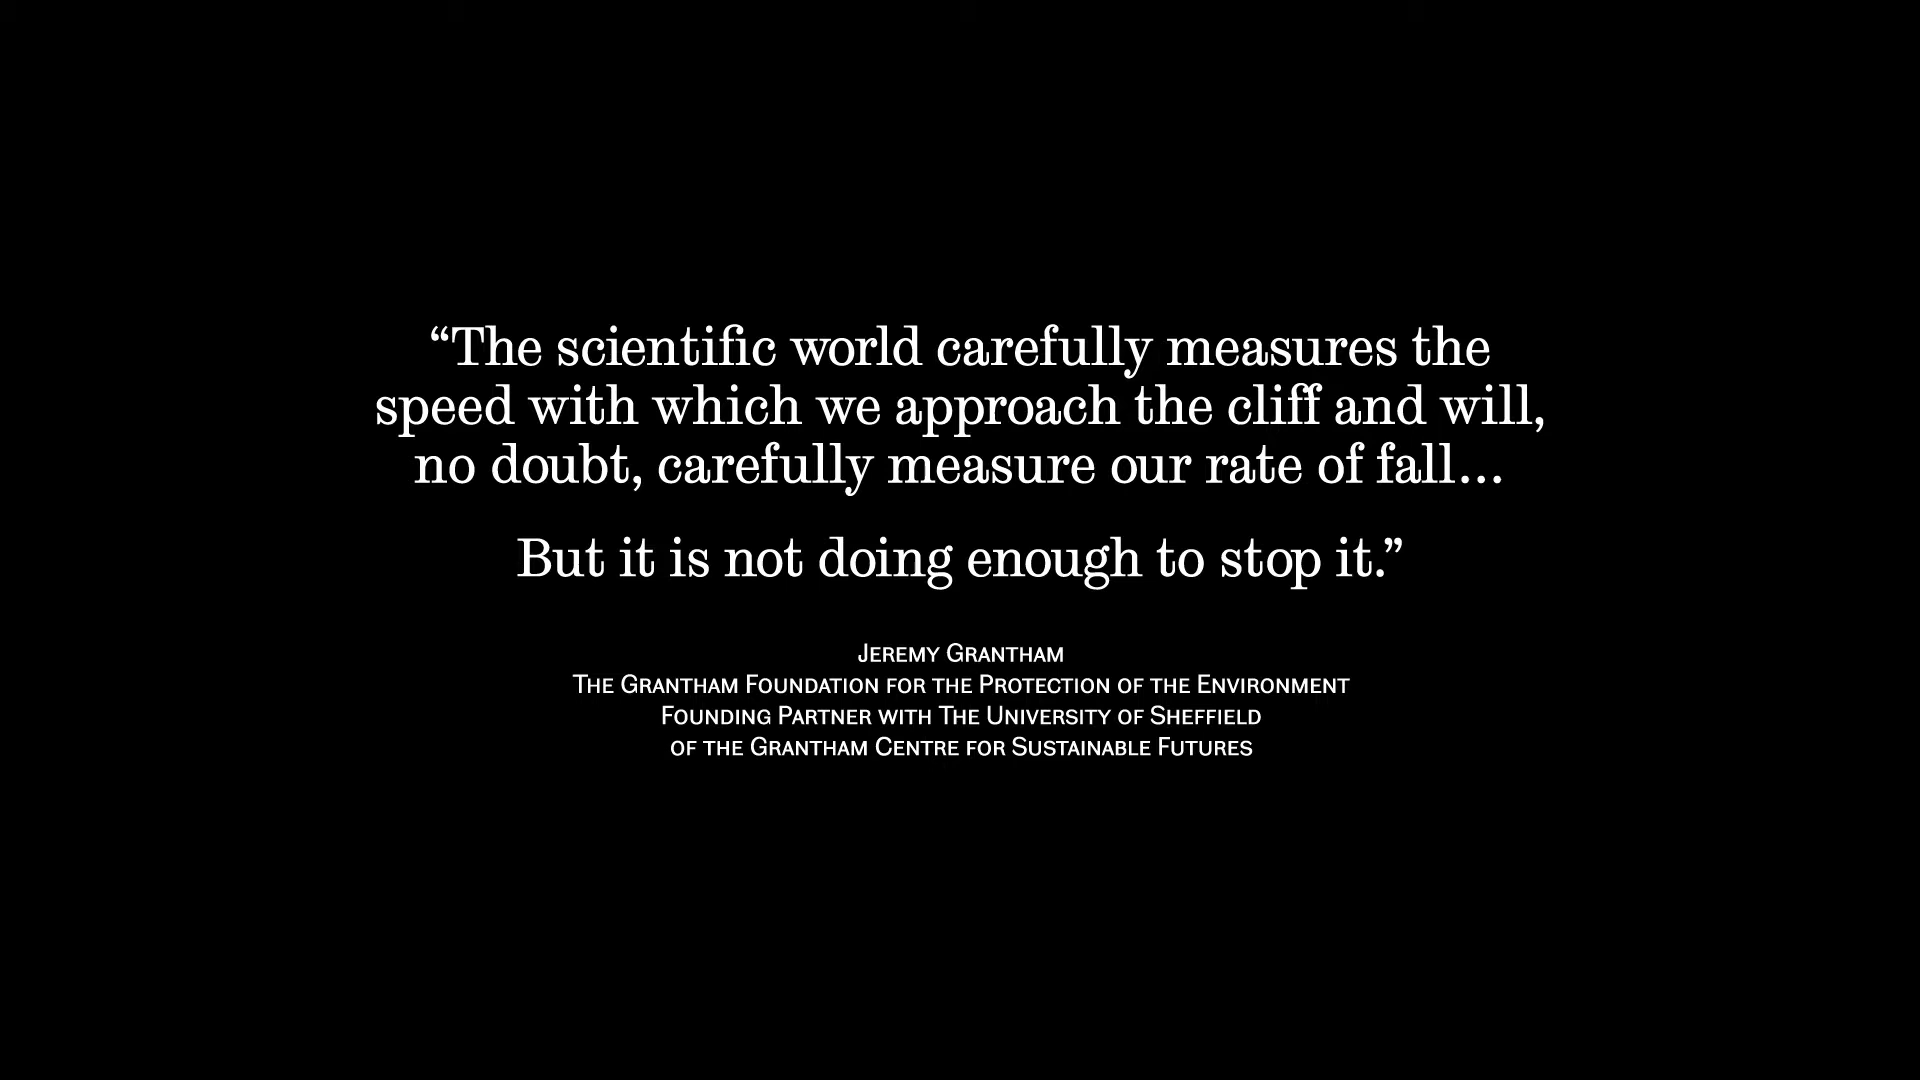 “The scientific world carefully measures the
speed with which we approach the cliff and will,
no doubt, carefully measure our rate of fall…
But it is not doing enough to stop it.”
Jeremy Grantham
The Grantham Foundation for the Protection of the Environment
Founding Partner with The University of Sheffield
of the Grantham Centre for Sustainable Futures